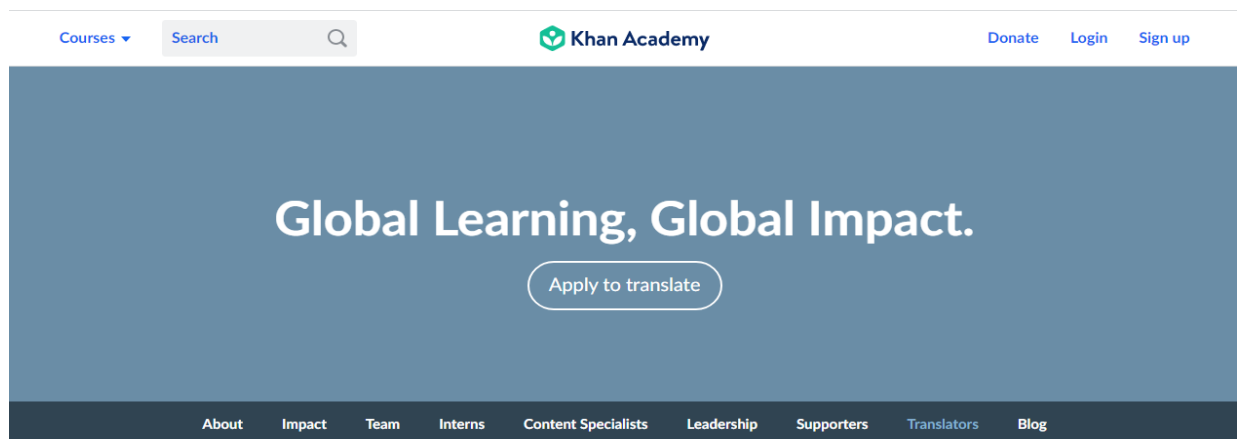 Courses Search Khan Academy Donate Login Sign up
Global Learning, Global Impact.
Apply to translate
About Impact Team Interns Content Specialists Leadership Supporters Translators Blog